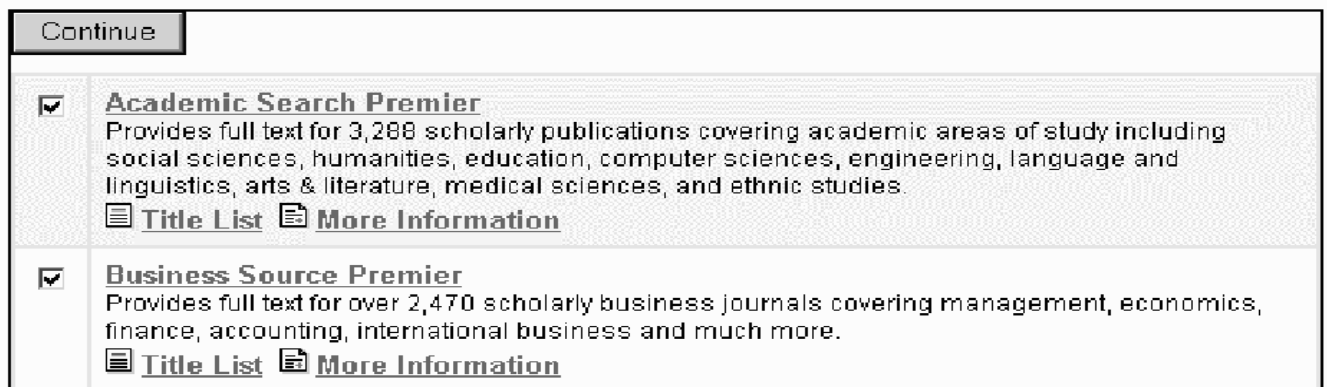 Continue
Academic Search Premier
Provides full text for 3,288 scholarly publications covering academic areas of study including
social sciences, humanities, education, computer sciences, engineering, language and
linguistics, arts & literature, medical sciences, and ethnic studies.
Title List More Information
Business Source Premier
Provides full text for over 2,470 scholarly business journals covering management, economics,
finance, accounting, international business and much more.
Title List More Information